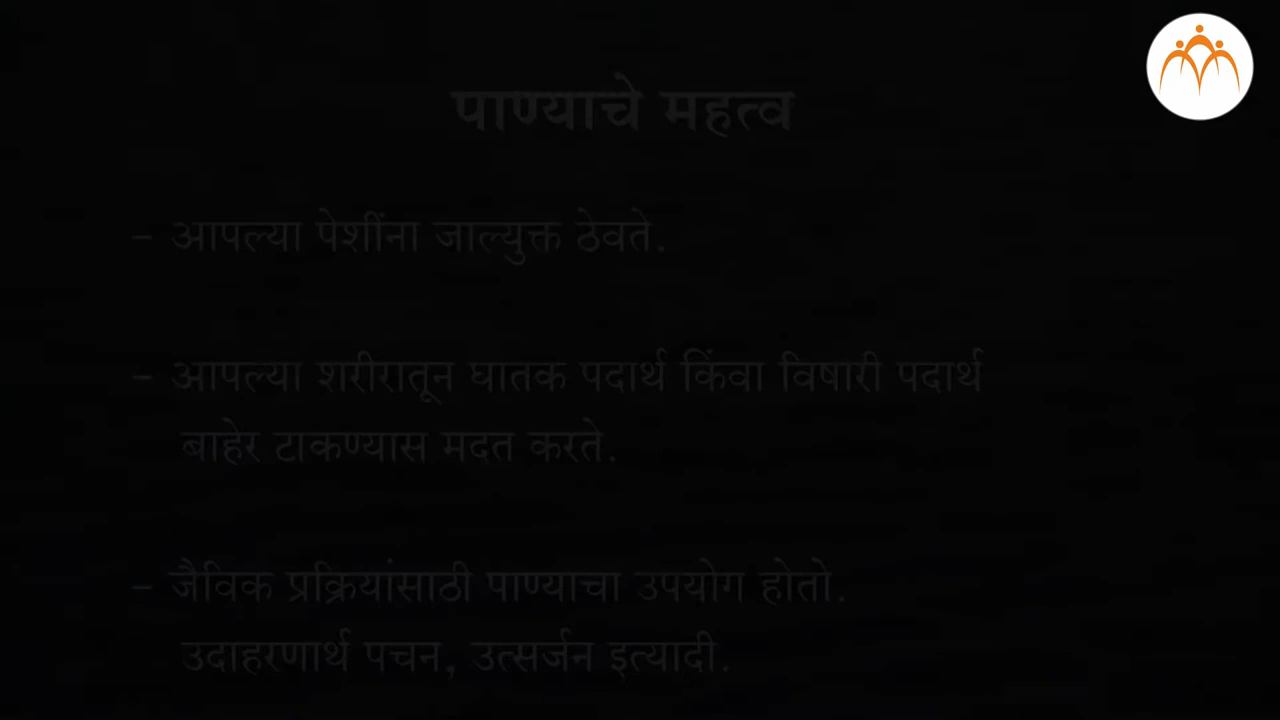 पाण्याचे महत्व
– आपल्या पेशींना जाल्युक्त ठेवते.
– आपल्या शरीरातून घातक पदार्थ किंवा विषारी पदार्थ
बाहेर टाकण्यास मदत करते.
– जैविक प्रक्रियांसाठी पाण्याचा उपयोग होतो.
उदाहरणार्थ पचन, उत्सर्जन इत्यादी.